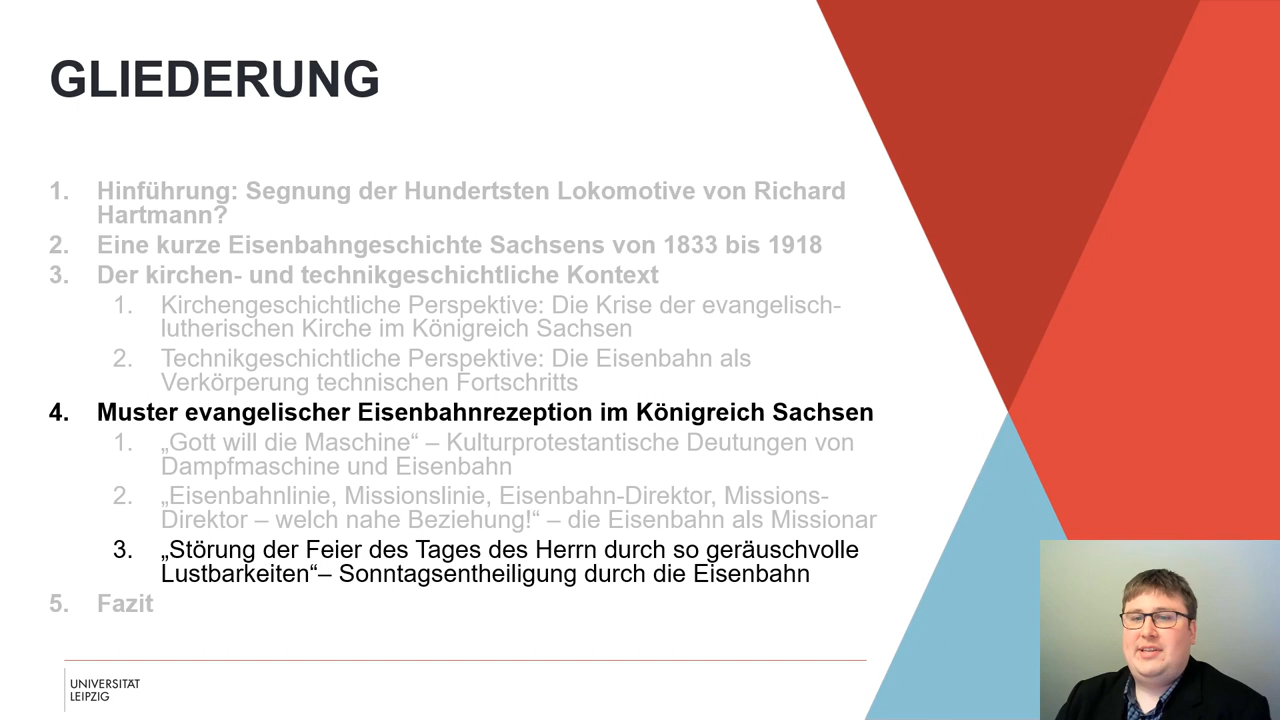 GLIEDERUNG
1. Hinführung: Segnung der Hundertsten Lokomotive von Richard
Hartmann?
2. Eine kurze Eisenbahngeschichte Sachsens von 1833 bis 1918
3. Der kirchen- und technikgeschichtliche Kontext
1. Kirchengeschichtliche Perspektive: Die Krise der evangelisch-
lutherischen Kirche im Königreich Sachsen
2. Technikgeschichtliche Perspektive: Die Eisenbahn als
Verkörperung technischen Fortschritts
4. Muster evangelischer Eisenbahnrezeption im Königreich Sachsen
1. „Gott will die Maschine“ – Kulturprotestantische Deutungen von
Dampfmaschine und Eisenbahn
2. „Eisenbahnlinie, Missionslinie, Eisenbahn-Direktor, Missions-
Direktor – welch nahe Beziehung!“ – die Eisenbahn als Missionar
3. „Störung der Feier des Tages des Herrn durch so geräuschvolle
Lustbarkeiten“– Sonntagsentheiligung durch die Eisenbahn
5. Fazit
UNIVERSITÄT
LEIPZIG